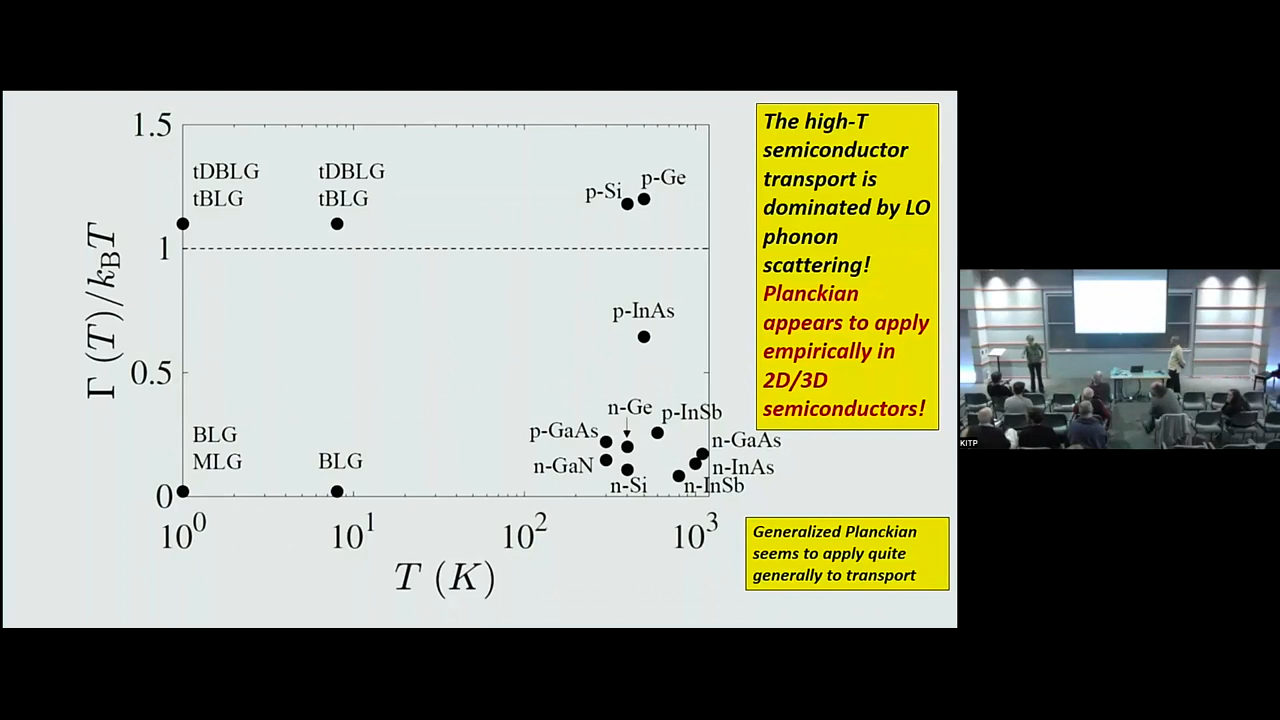 1.5
1
0.5
0
Γ (T)/k_BT
10^0
10^1
10^2
10^3
T (K)
tDBLG
tBLG
tDBLG
tBLG
p-Si
p-Ge
p-InAs
n-Ge
p-InSb
p-GaAs
n-GaAs
n-GaN
n-InAs
n-Si
n-InSb
BLG
MLG
BLG
The high-T
semiconductor
transport is
dominated by LO
phonon
scattering!
Planckian
appears to apply
empirically in
2D/3D
semiconductors!
Generalized Planckian
seems to apply quite
generally to transport
KITP